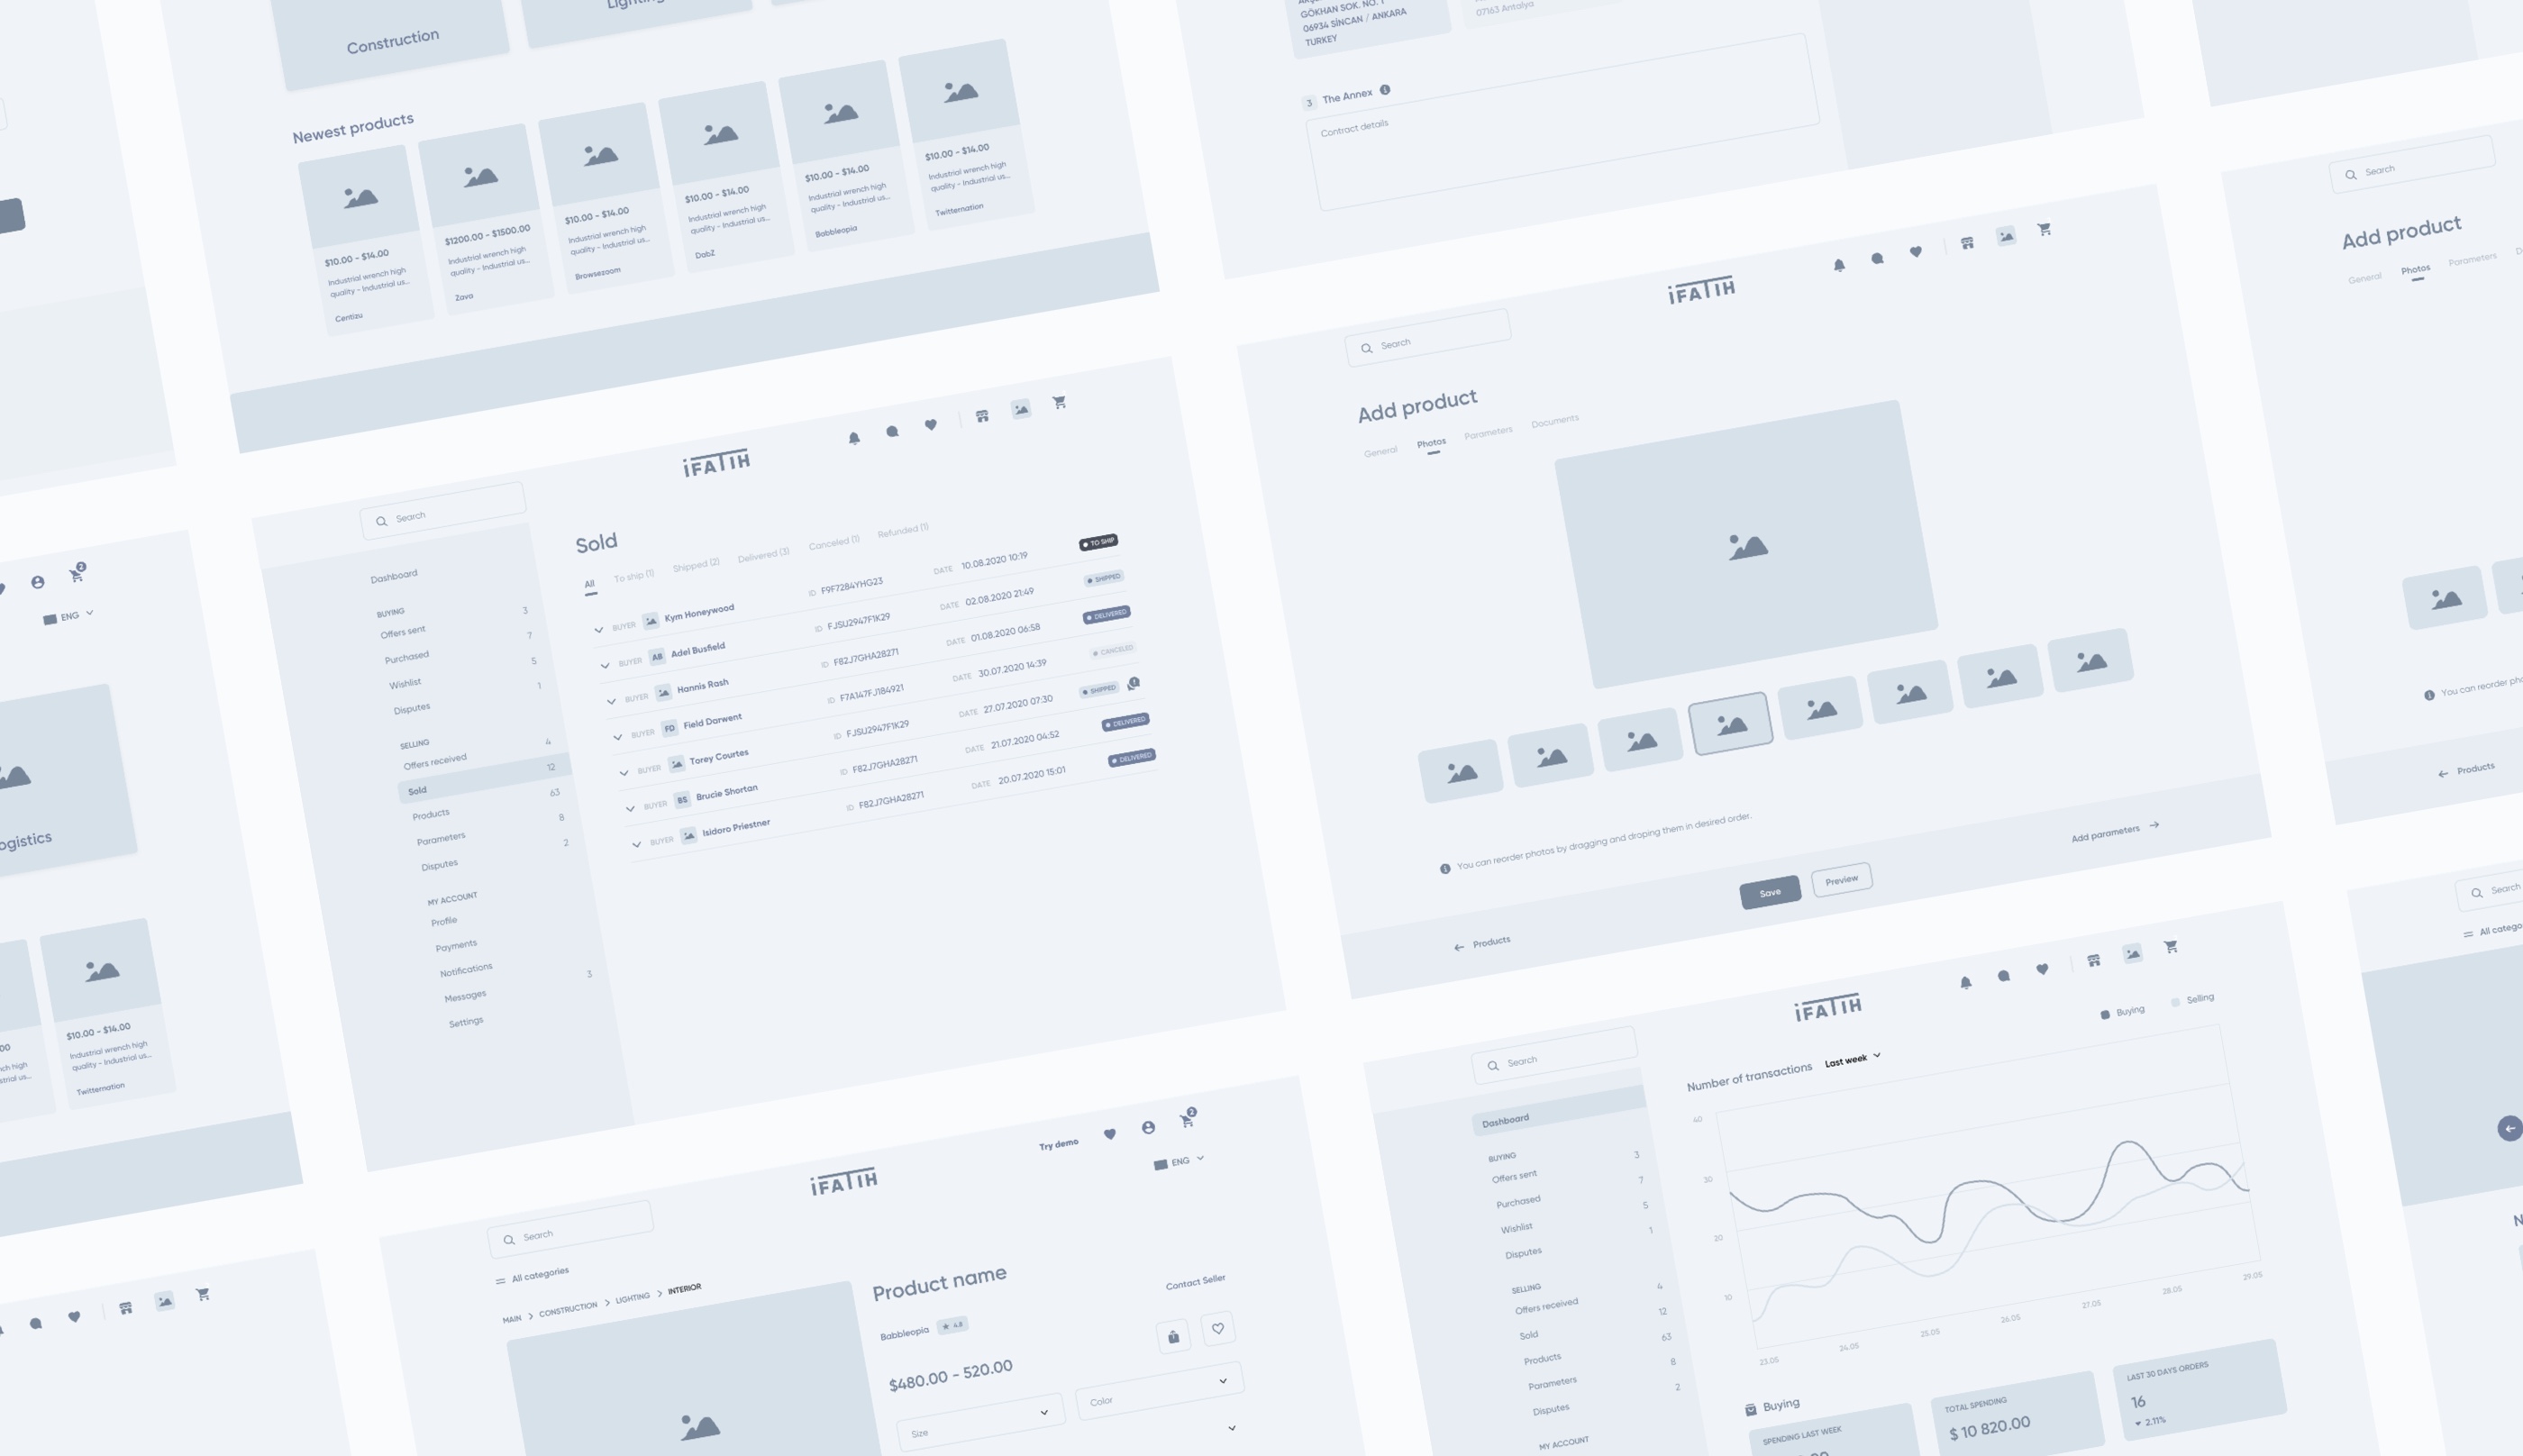 Construction
Newest products
$10.00 - $14.00
Industrial wrench high
quality - Industrial us...
Centizu
$1200.00 - $1500.00
Industrial wrench high
quality - Industrial us...
Zava
$10.00 - $14.00
Industrial wrench high
quality - Industrial us...
Browsezoom
$10.00 - $14.00
Industrial wrench high
quality - Industrial us...
DabZ
$10.00 - $14.00
Industrial wrench high
quality - Industrial us...
Babbleopia
$10.00 - $14.00
Industrial wrench high
quality - Industrial us...
Twitternation
GÖKHAN SOK. NO. 1
06934 SİNCAN / ANKARA
TURKEY
07163 Antalya
3 The Annex
Contract details
Search
iFATIH
Add product
General Photos Parameters Documents
You can reorder photos by dragging and droping them in desired order.
Products
Save
Preview
Add parameters
Search
Add product
General Photos Parameters
You can reorder
Products
2
ENG
$10.00 - $14.00
Industrial wrench high
quality - Industrial us...
Twitternation
Search
iFATIH
Dashboard
BUYING
Offers sent 3
Purchased 7
Wishlist 5
Disputes 1
SELLING
Offers received 4
Sold 12
Products 63
Parameters 8
Disputes 2
MY ACCOUNT
Profile
Payments
Notifications
Messages 3
Settings
Sold
All To ship (1) Shipped (2) Delivered (3) Canceled (1) Refunded (1)
BUYER Kym Honeywood ID F9F7284YHG23 DATE 10.08.2020 10:19 TO SHIP
BUYER AB Adel Busfield ID FJSU2947F1K29 DATE 02.08.2020 21:49 SHIPPED
BUYER Hannis Rash ID F82J7GHA28271 DATE 01.08.2020 06:58 DELIVERED
BUYER FD Field Darwent ID F7A147FJ184921 DATE 30.07.2020 14:39 CANCELED
BUYER Torey Courtes ID FJSU2947F1K29 DATE 27.07.2020 07:30 SHIPPED
BUYER BS Brucie Shortan ID F82J7GHA28271 DATE 21.07.2020 04:52 DELIVERED
BUYER Isidoro Priestner ID F82J7GHA28271 DATE 20.07.2020 15:01 DELIVERED
Search
iFATIH
Try demo
2
ENG
All categories
MAIN > CONSTRUCTION > LIGHTING > INTERIOR
Product name
Contact Seller
Babbleopia 4.8
$480.00 - 520.00
Size
Color
Search
iFATIH
Dashboard
BUYING
Offers sent 3
Purchased 7
Wishlist 5
Disputes 1
SELLING
Offers received 4
Sold 12
Products 63
Parameters 8
Disputes 2
MY ACCOUNT
Number of transactions Last week
Buying Selling
40
30
20
10
23.05 24.05 25.05 26.05 27.05 28.05 29.05
Buying
SPENDING LAST WEEK
TOTAL SPENDING
$ 10 820.00
LAST 30 DAYS ORDERS
16
2.11%
Search